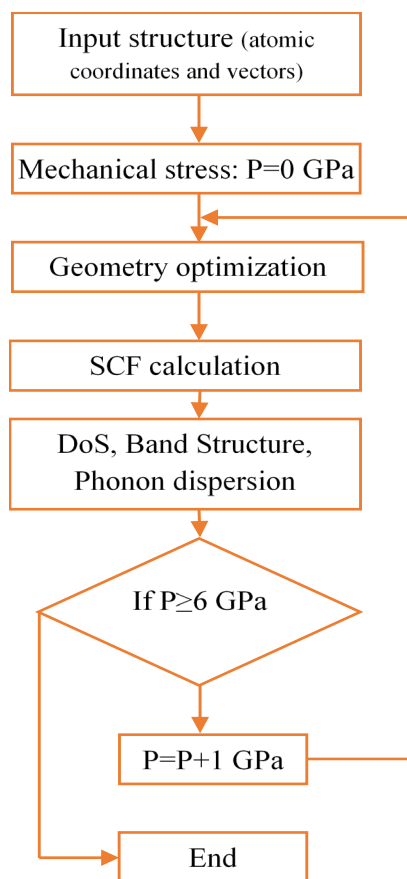 Input structure (atomic
coordinates and vectors)
Mechanical stress: P=0 GPa
Geometry optimization
SCF calculation
DoS, Band Structure,
Phonon dispersion
If P≥6 GPa
P=P+1 GPa
End